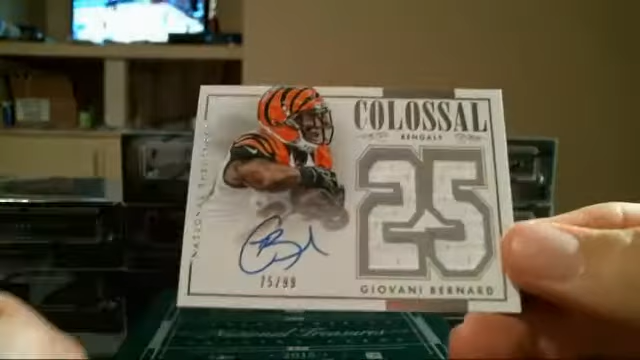 COLOSSAL
BENGALS
25
75/99
GIOVANI BERNARD
National Treasures